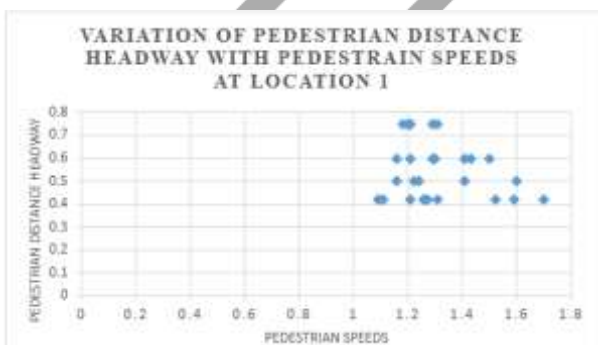 VARIATION OF PEDESTRIAN DISTANCE
HEADWAY WITH PEDESTRAIN SPEEDS
AT LOCATION 1
PEDESTRIAN DISTANCE HEADWAY
0.8
0.7
0.6
0.5
0.4
0.3
0.2
0.1
0
0 0.2 0.4 0.6 0.8 1 1.2 1.4 1.6 1.8
PEDESTRIAN SPEEDS